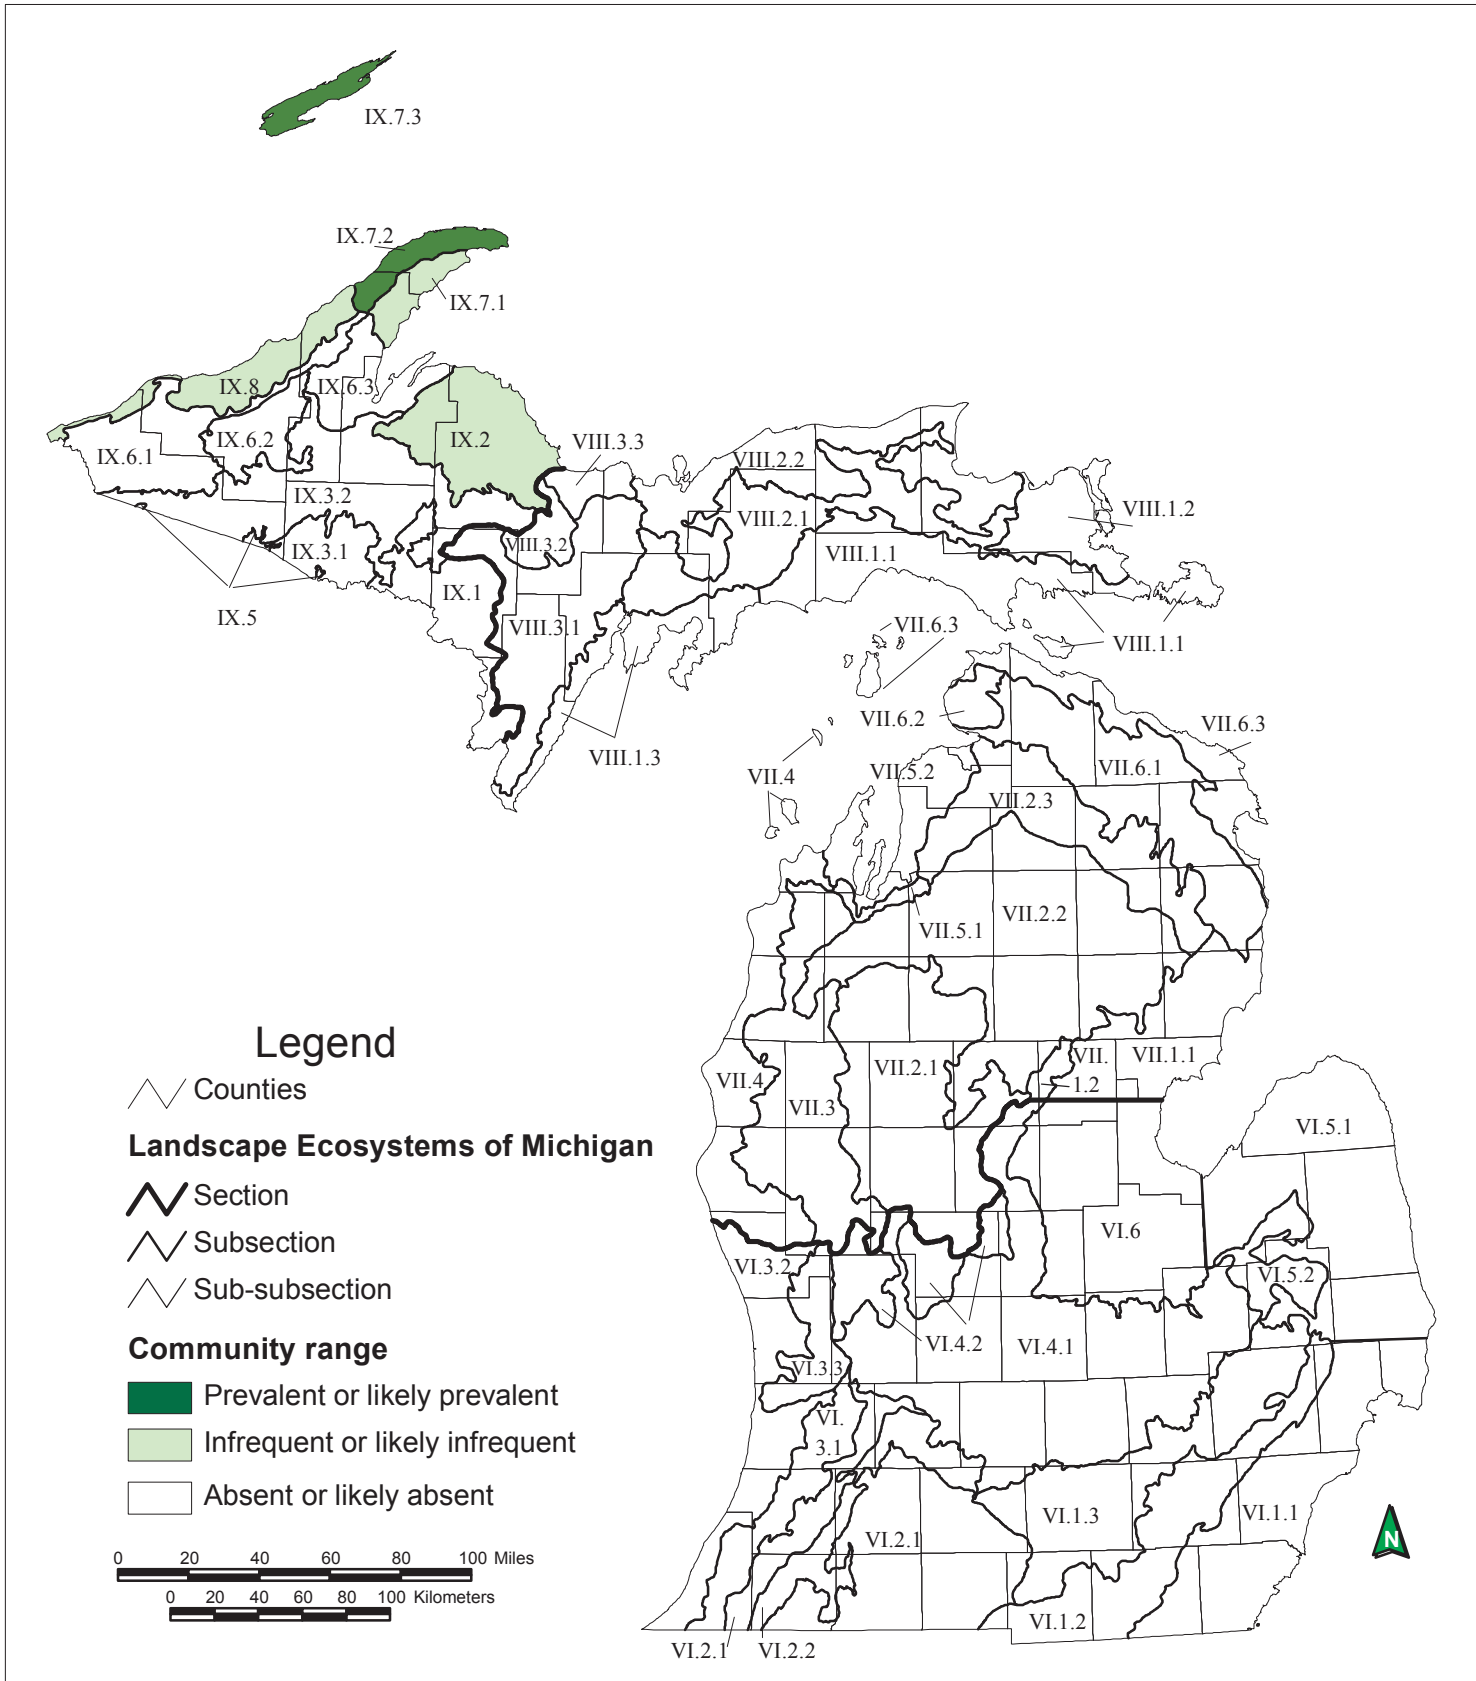 IX.7.3
IX.7.2
IX.7.1
IX.8
IX.6.3
IX.2
IX.6.2
IX.6.1
VIII.3.3
VIII.2.2
IX.3.2
VIII.2.1
VIII.1.2
IX.3.1
VIII.3.2
VIII.1.1
IX.1
IX.5
VIII.3.1
VII.6.3
VIII.1.1
VII.6.2
VII.6.3
VIII.1.3
VII.4
VII.5.2
VII.6.1
VII.2.3
VII.5.1
VII.2.2
VII.4
VII.3
VII.2.1
VII.
1.2
VII.1.1
VI.5.1
VI.6
VI.3.2
VI.5.2
VI.4.2
VI.4.1
VI.3.3
VI.
3.1
VI.2.1
VI.1.3
VI.1.1
VI.1.2
VI.2.1
VI.2.2
Legend
Counties
Landscape Ecosystems of Michigan
Section
Subsection
Sub-subsection
Community range
Prevalent or likely prevalent
Infrequent or likely infrequent
Absent or likely absent
0 20 40 60 80 100 Miles
0 20 40 60 80 100 Kilometers
N